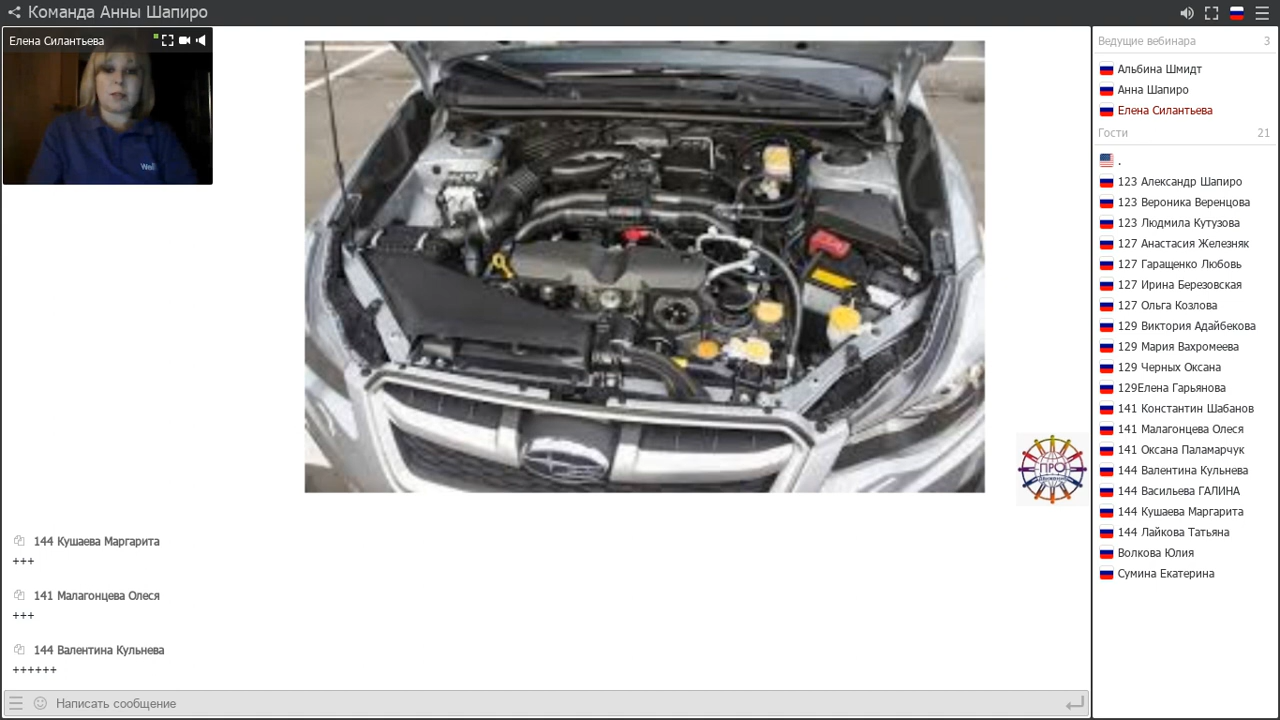 Команда Анны Шапиро
Елена Силантьева
Well
ПРО
Движение
144 Кушаева Маргарита
+++
141 Малагонцева Олеся
+++
144 Валентина Кульнева
++++++
Написать сообщение
Ведущие вебинара 3
Альбина Шмидт
Анна Шапиро
Елена Силантьева
Гости 21
.
123 Александр Шапиро
123 Вероника Веренцова
123 Людмила Кутузова
127 Анастасия Железняк
127 Гаращенко Любовь
127 Ирина Березовская
127 Ольга Козлова
129 Виктория Адайбекова
129 Мария Вахромеева
129 Черных Оксана
129Елена Гарьянова
141 Константин Шабанов
141 Малагонцева Олеся
141 Оксана Паламарчук
144 Валентина Кульнева
144 Васильева ГАЛИНА
144 Кушаева Маргарита
144 Лайкова Татьяна
Волкова Юлия
Сумина Екатерина